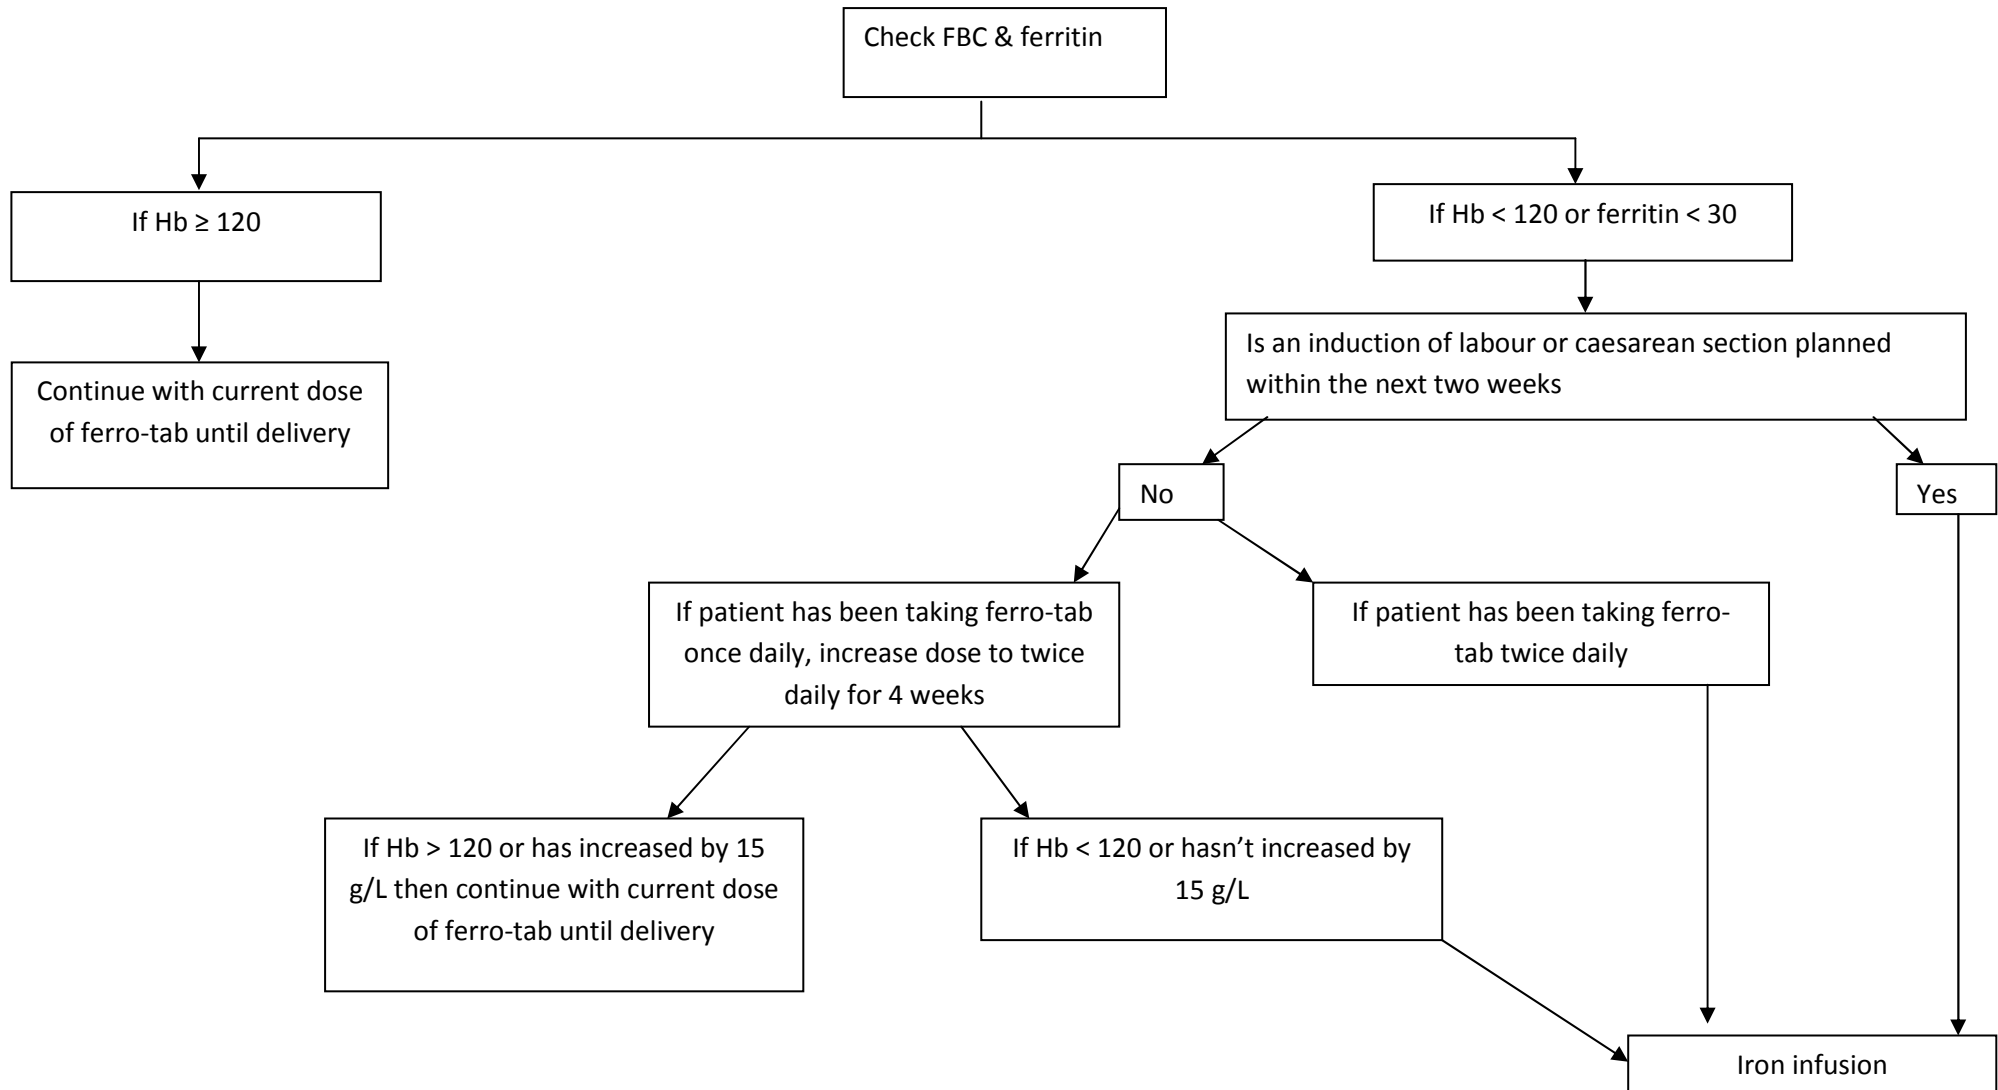 Check FBC & ferritin
If Hb ≥ 120
If Hb < 120 or ferritin < 30
Continue with current dose
of ferro-tab until delivery
Is an induction of labour or caesarean section planned
within the next two weeks
No
Yes
If patient has been taking ferro-tab
once daily, increase dose to twice
daily for 4 weeks
If patient has been taking ferro-
tab twice daily
If Hb > 120 or has increased by 15
g/L then continue with current dose
of ferro-tab until delivery
If Hb < 120 or hasn’t increased by
15 g/L
Iron infusion